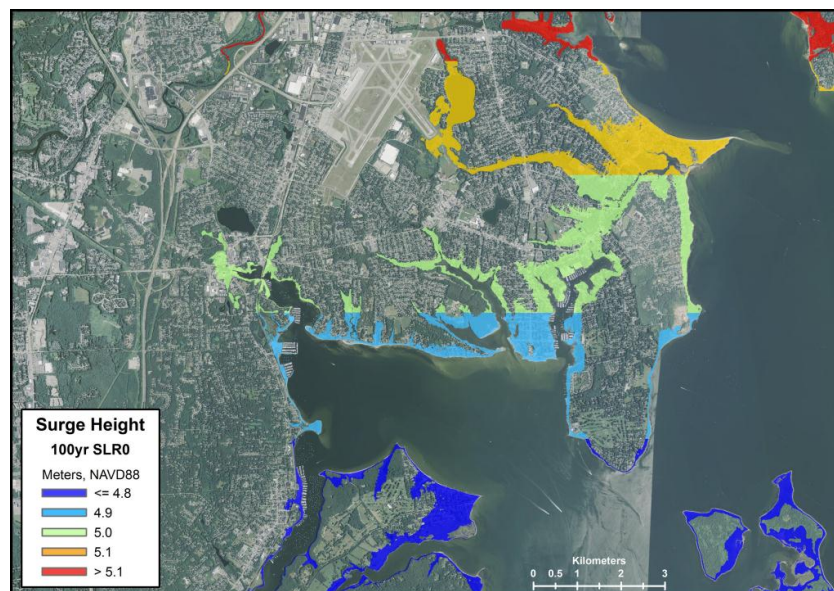 Surge Height
100yr SLR0
Meters, NAVD88
<= 4.8
4.9
5.0
5.1
> 5.1
Kilometers
0 0.5 1 2 3